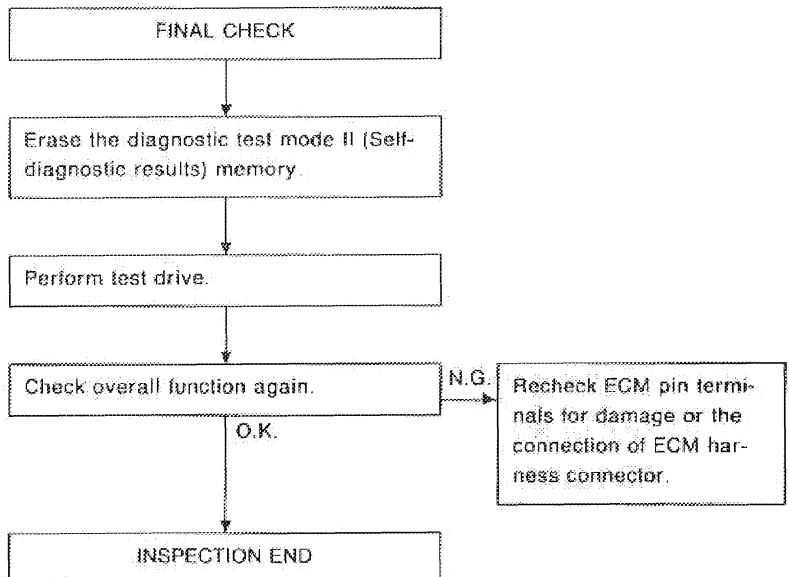 FINAL CHECK
Erase the diagnostic test mode II (Self-
diagnostic results) memory.
Perform test drive.
Check overall function again.
N.G.
Recheck ECM pin termi-
nals for damage or the
connection of ECM har-
ness connector.
O.K.
INSPECTION END